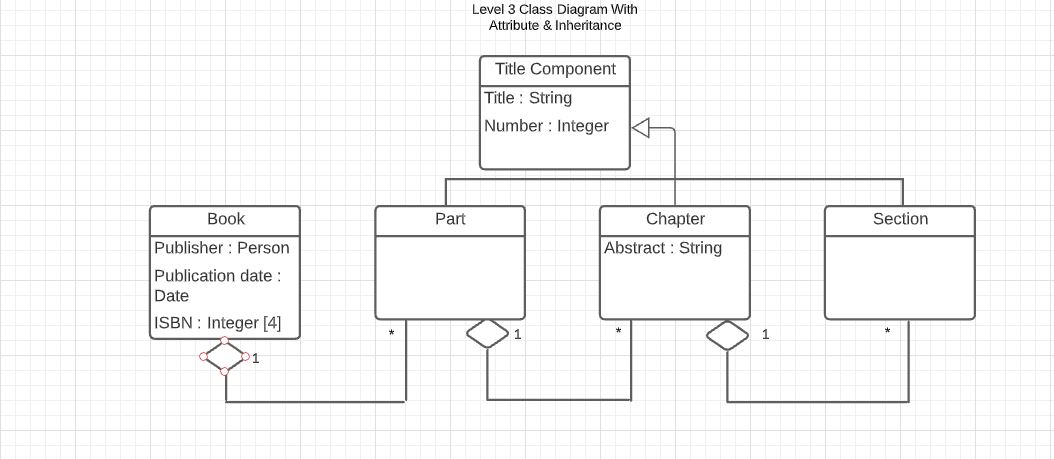 Level 3 Class Diagram With
Attribute & Inheritance
Title Component
Title : String
Number : Integer
Book
Publisher : Person
Publication date :
Date
ISBN : Integer [4]
Part
Chapter
Abstract : String
Section
1
*
1
*
1
*